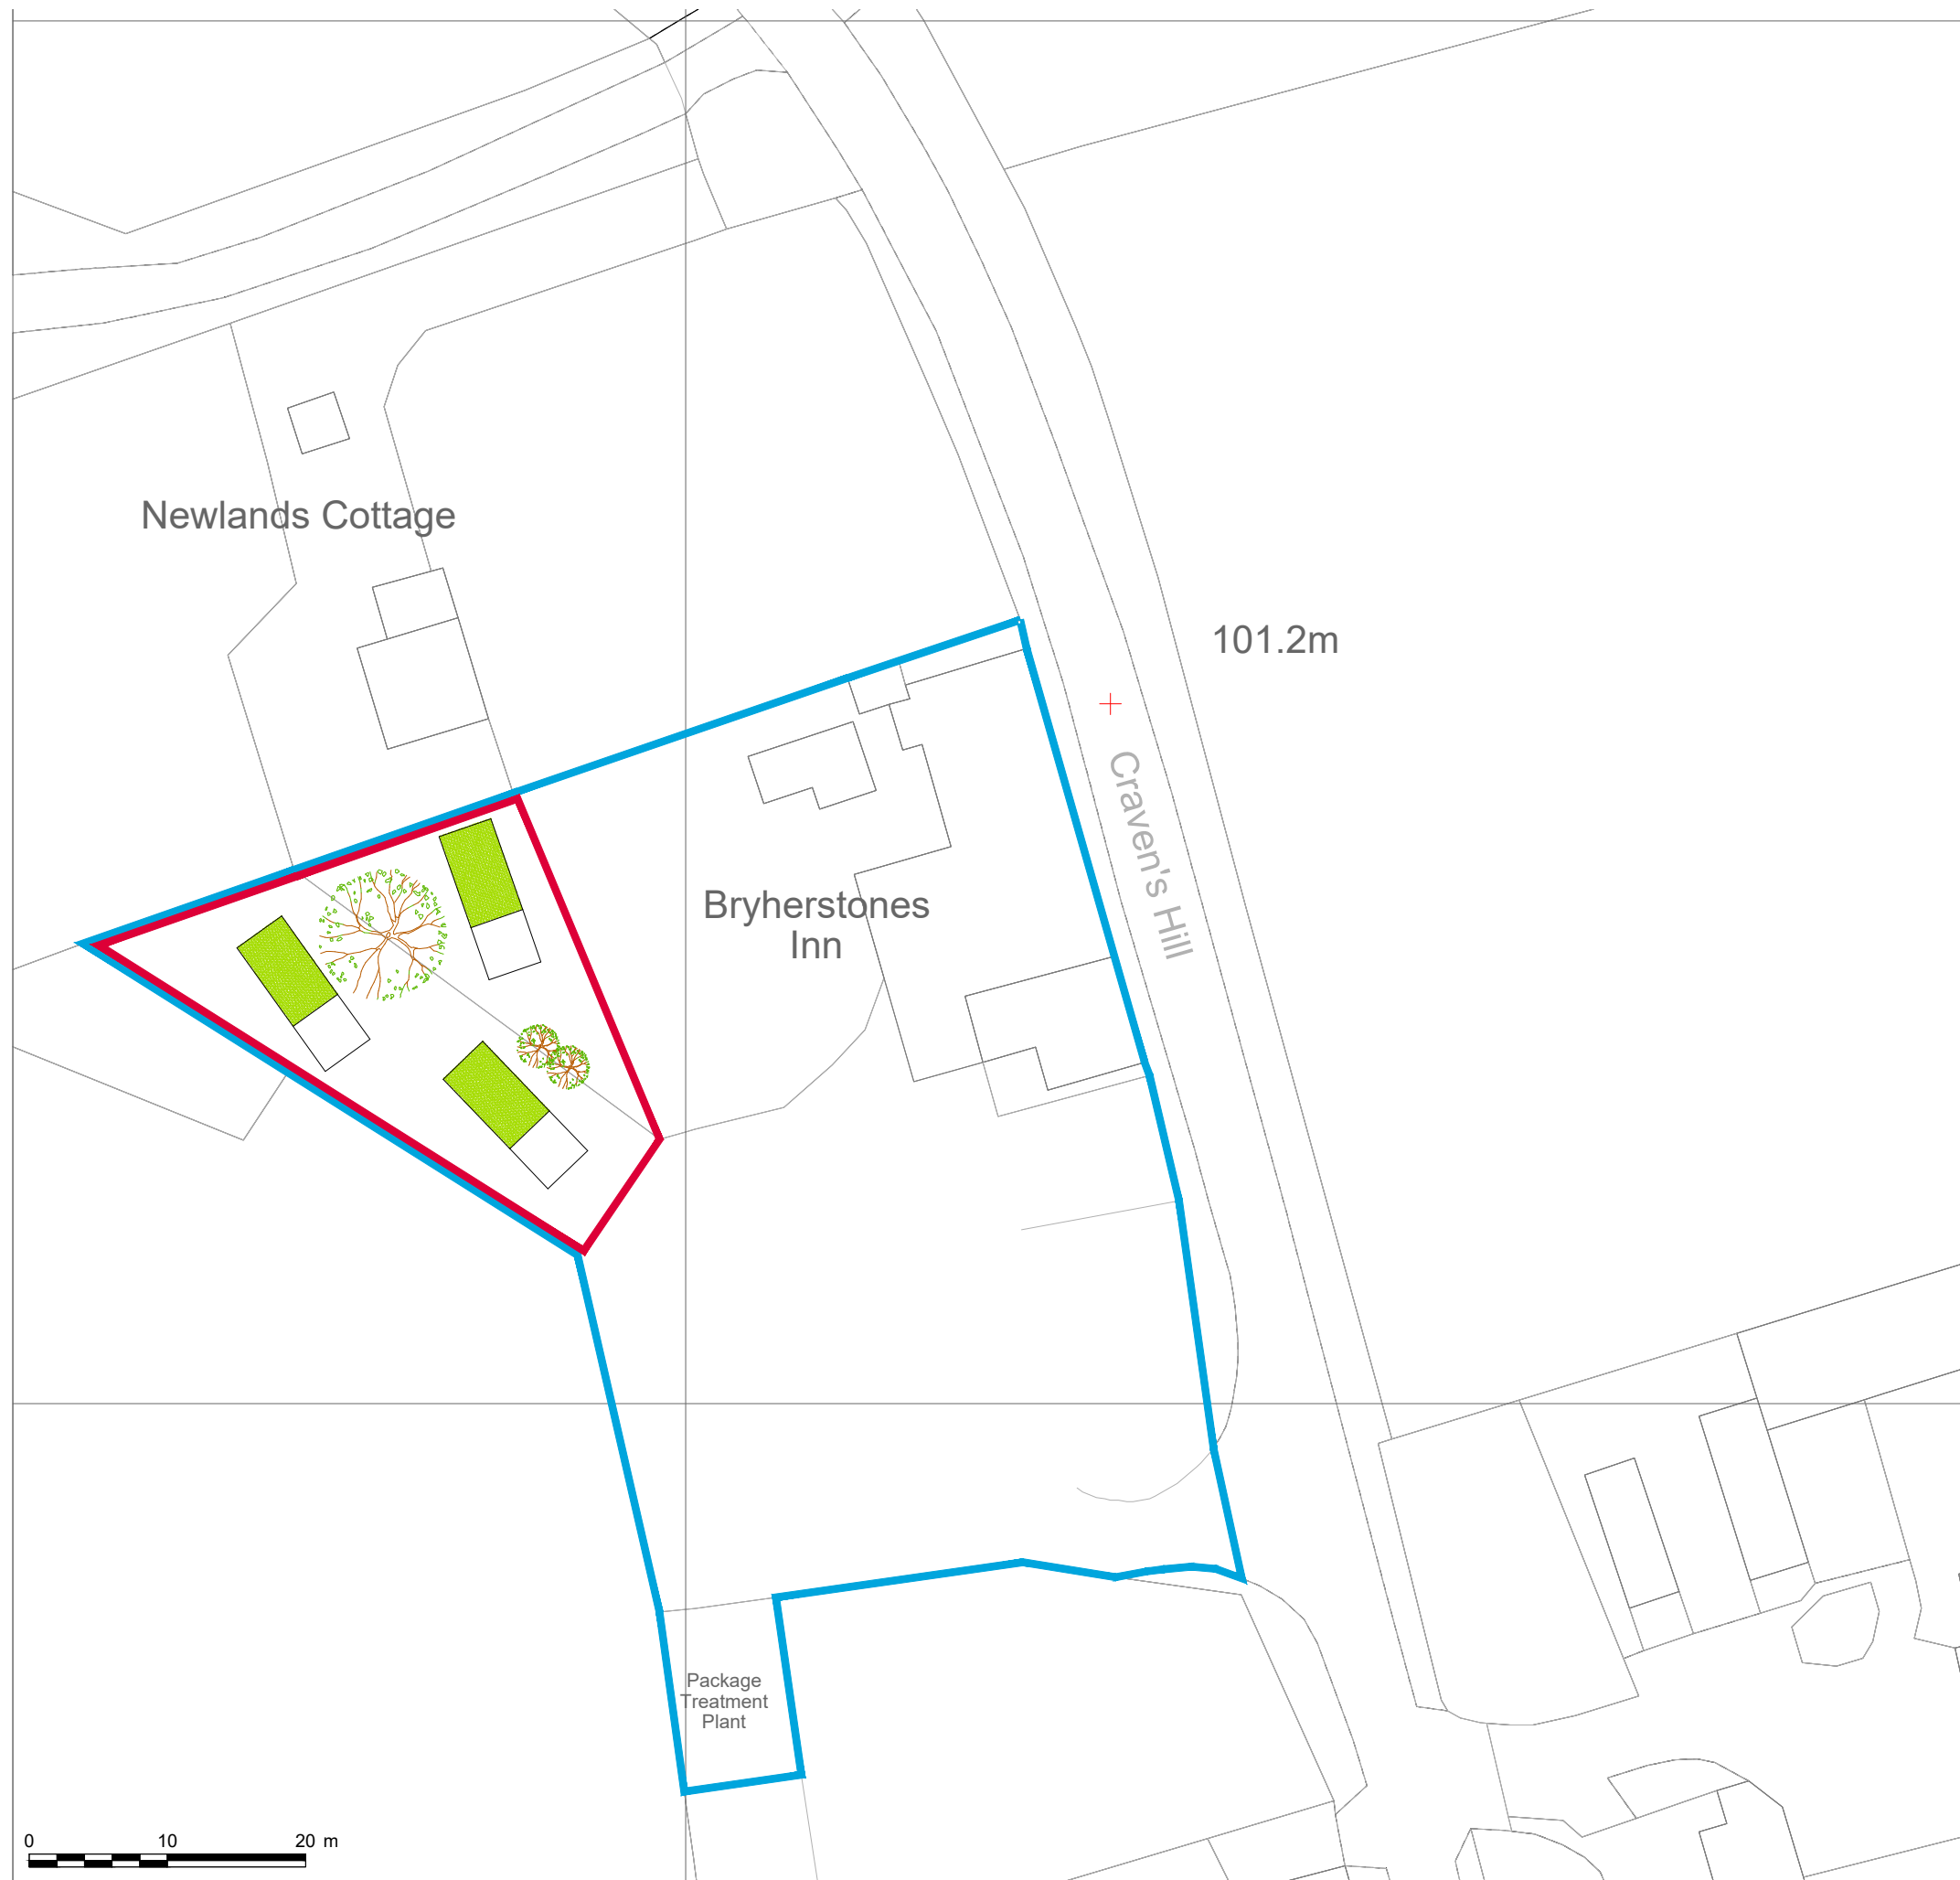 Newlands Cottage
101.2m
Craven's Hill
Bryherstones
Inn
Package
Treatment
Plant
0 10 20 m